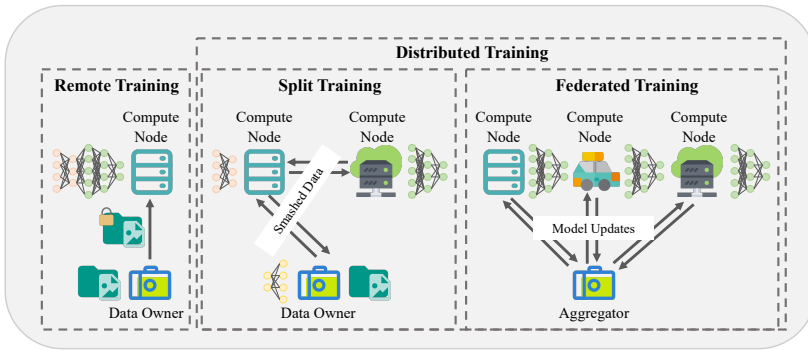 Distributed Training
Remote Training
Split Training
Federated Training
Compute
Node
Compute
Node
Compute
Node
Compute
Node
Compute
Node
Compute
Node
Smashed Data
Model Updates
Data Owner
Data Owner
Aggregator